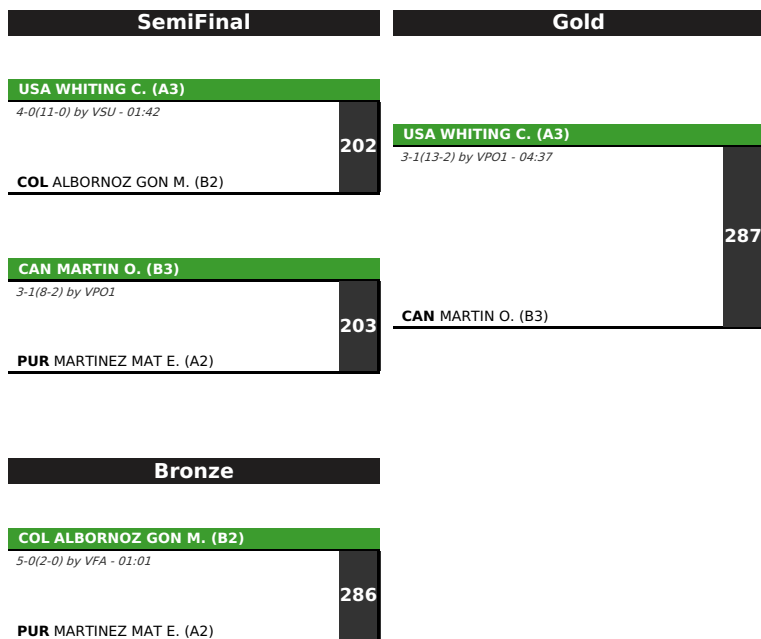 SemiFinal
USA WHITING C. (A3)
4-0(11-0) by VSU - 01:42
202
COL ALBORNOZ GON M. (B2)
CAN MARTIN O. (B3)
3-1(8-2) by VPO1
203
PUR MARTINEZ MAT E. (A2)
Gold
USA WHITING C. (A3)
3-1(13-2) by VPO1 - 04:37
287
CAN MARTIN O. (B3)
Bronze
COL ALBORNOZ GON M. (B2)
5-0(2-0) by VFA - 01:01
286
PUR MARTINEZ MAT E. (A2)